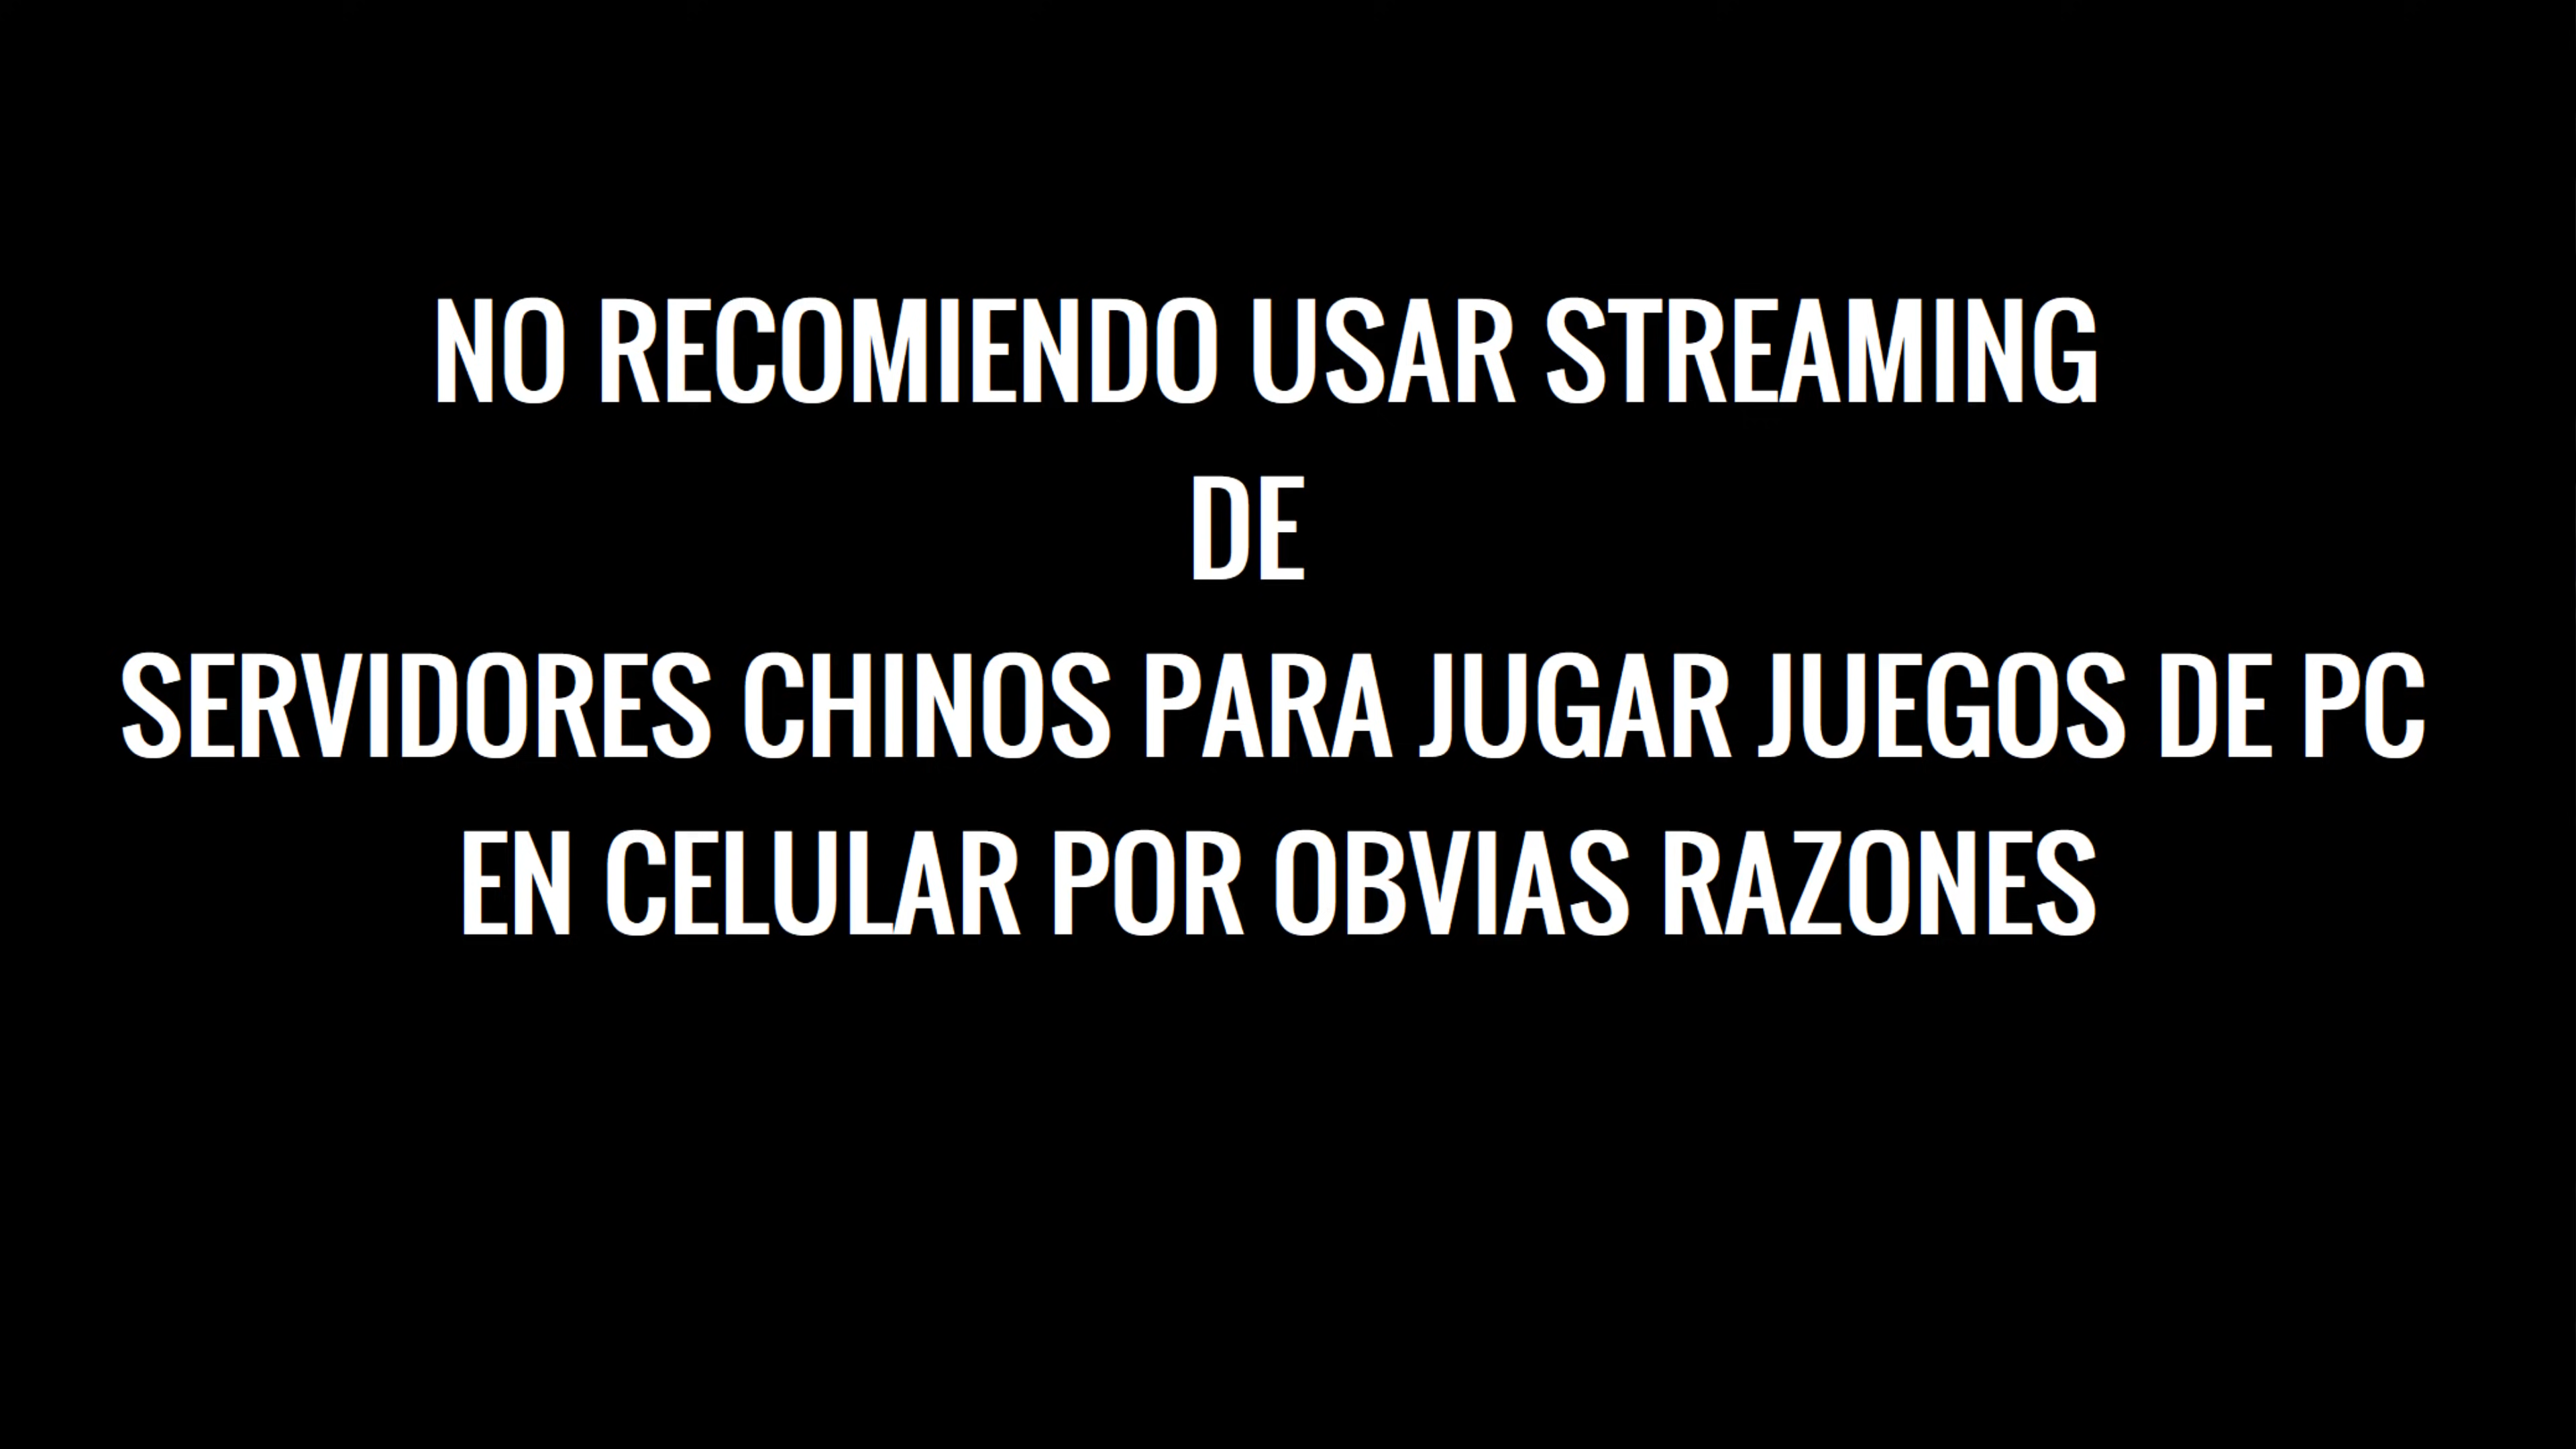 NO RECOMIENDO USAR STREAMING
DE
SERVIDORES CHINOS PARA JUGAR JUEGOS DE PC
EN CELULAR POR OBVIAS RAZONES